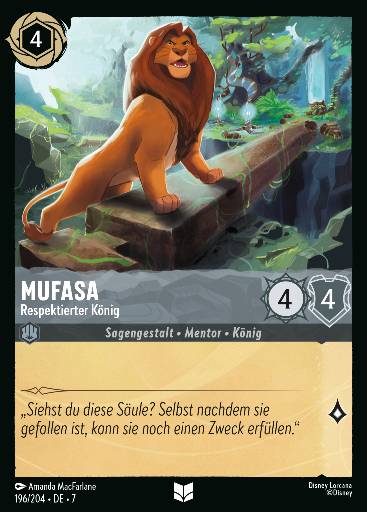 4
MUFASA
Respektierter König
4
4
Sagengestalt • Mentor • König
„Siehst du diese Säule? Selbst nachdem sie
gefallen ist, kann sie noch einen Zweck erfüllen.“
Amanda MacFarlane
196/204 • DE • 7
Disney Lorcana
©Disney